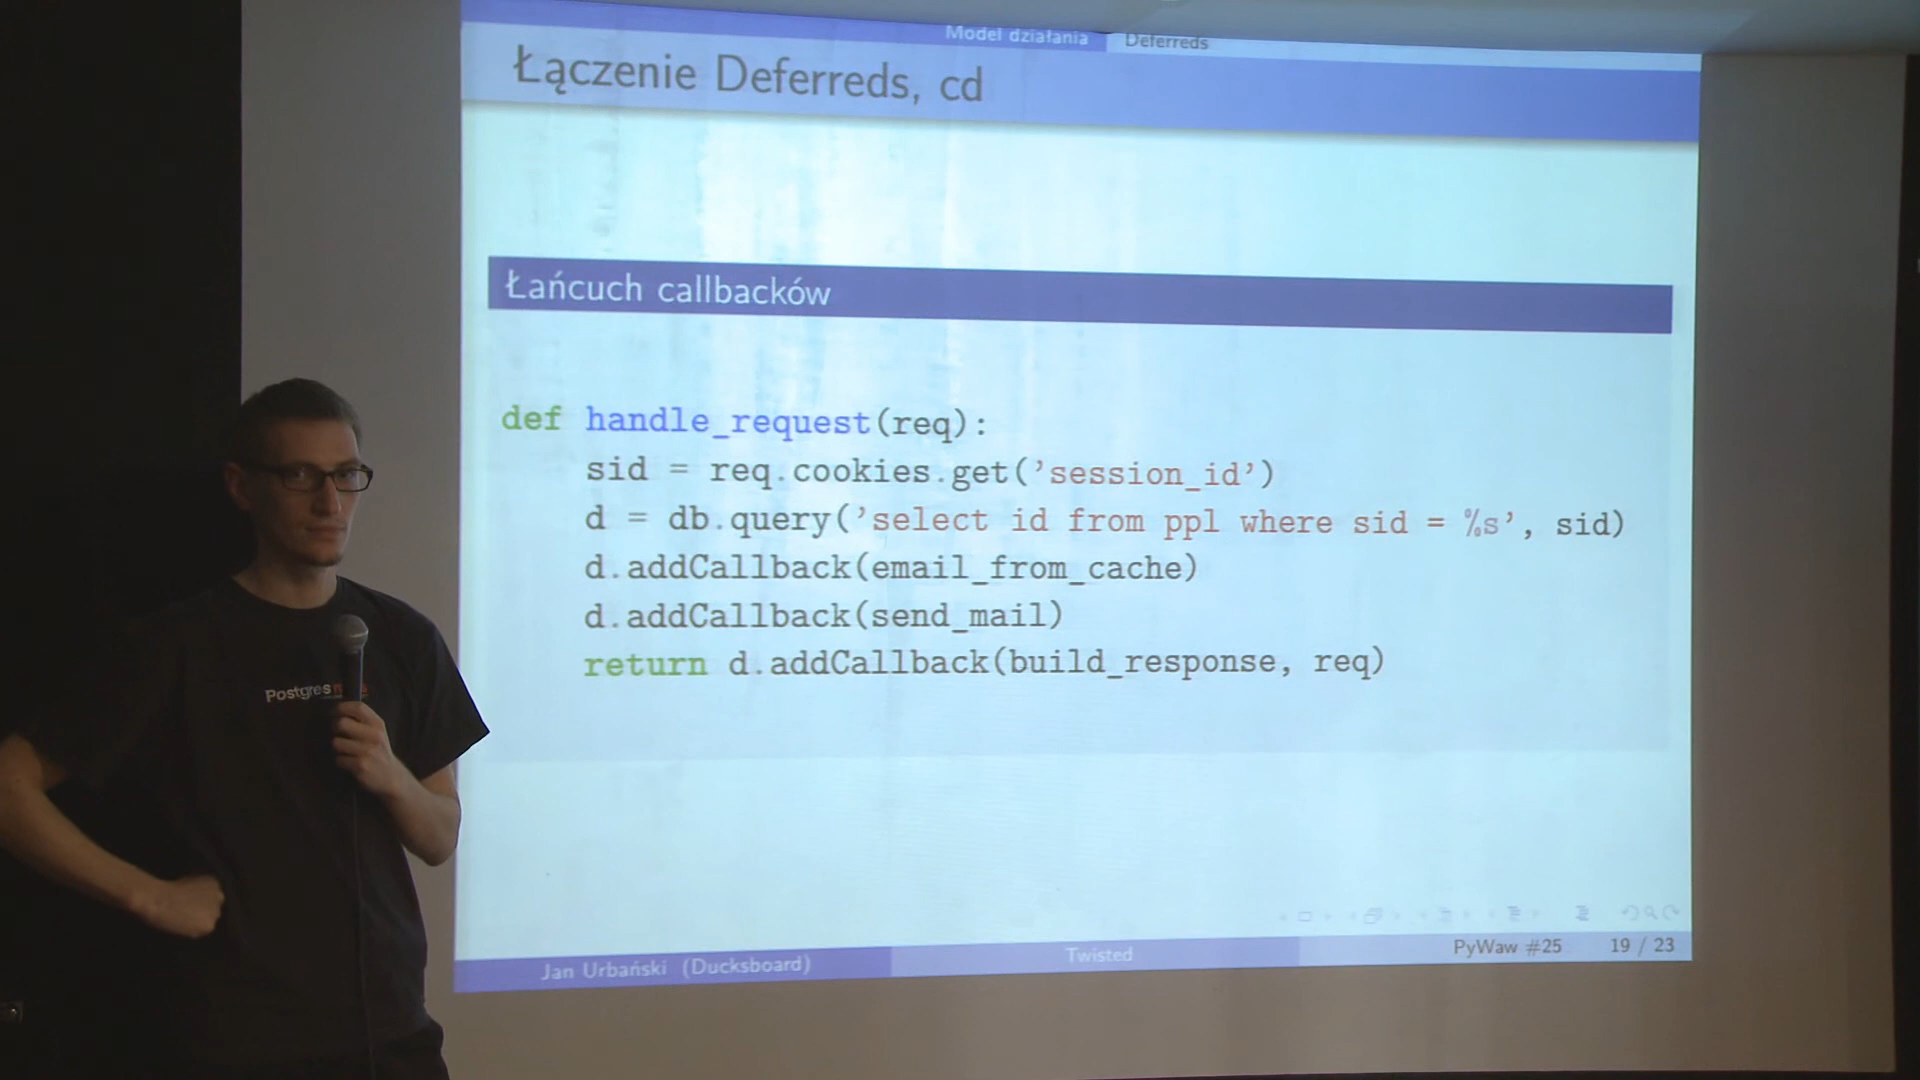 Model działania Deferreds
Łączenie Deferreds, cd
Łańcuch callbacków
def handle_request(req):
    sid = req.cookies.get('session_id')
    d = db.query('select id from ppl where sid = %s', sid)
    d.addCallback(email_from_cache)
    d.addCallback(send_mail)
    return d.addCallback(build_response, req)
Postgres
Jan Urbański (Ducksboard) Twisted PyWaw #25 19 / 23